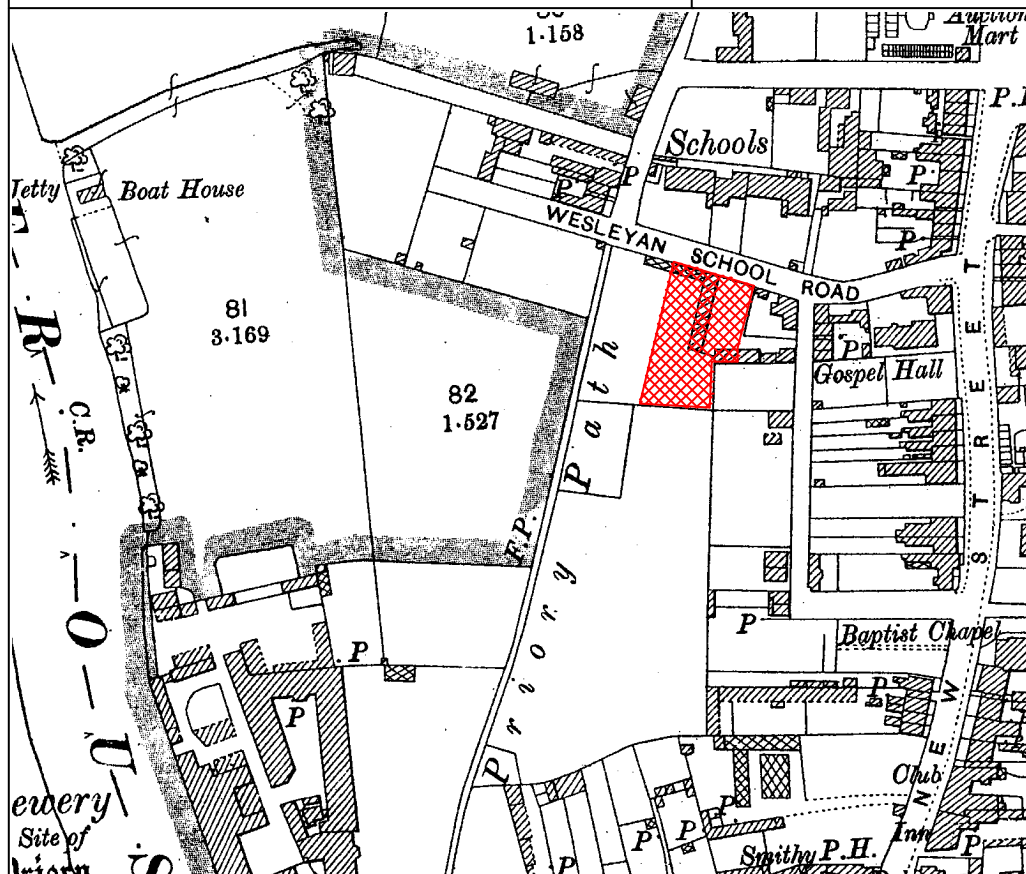 1·158
Auction
Mart
Schools
P
P
P
P
Jetty
Boat House
WESLEYAN SCHOOL ROAD
81
3·169
82
1·527
P
Gospel Hall
C.R.
R
O
U
F.P.
Priory Path
NEW STREET
Baptist Chapel
P
P
P
P
Club
Inn
P
P
P
P
P
Smithy P.H.
Site of